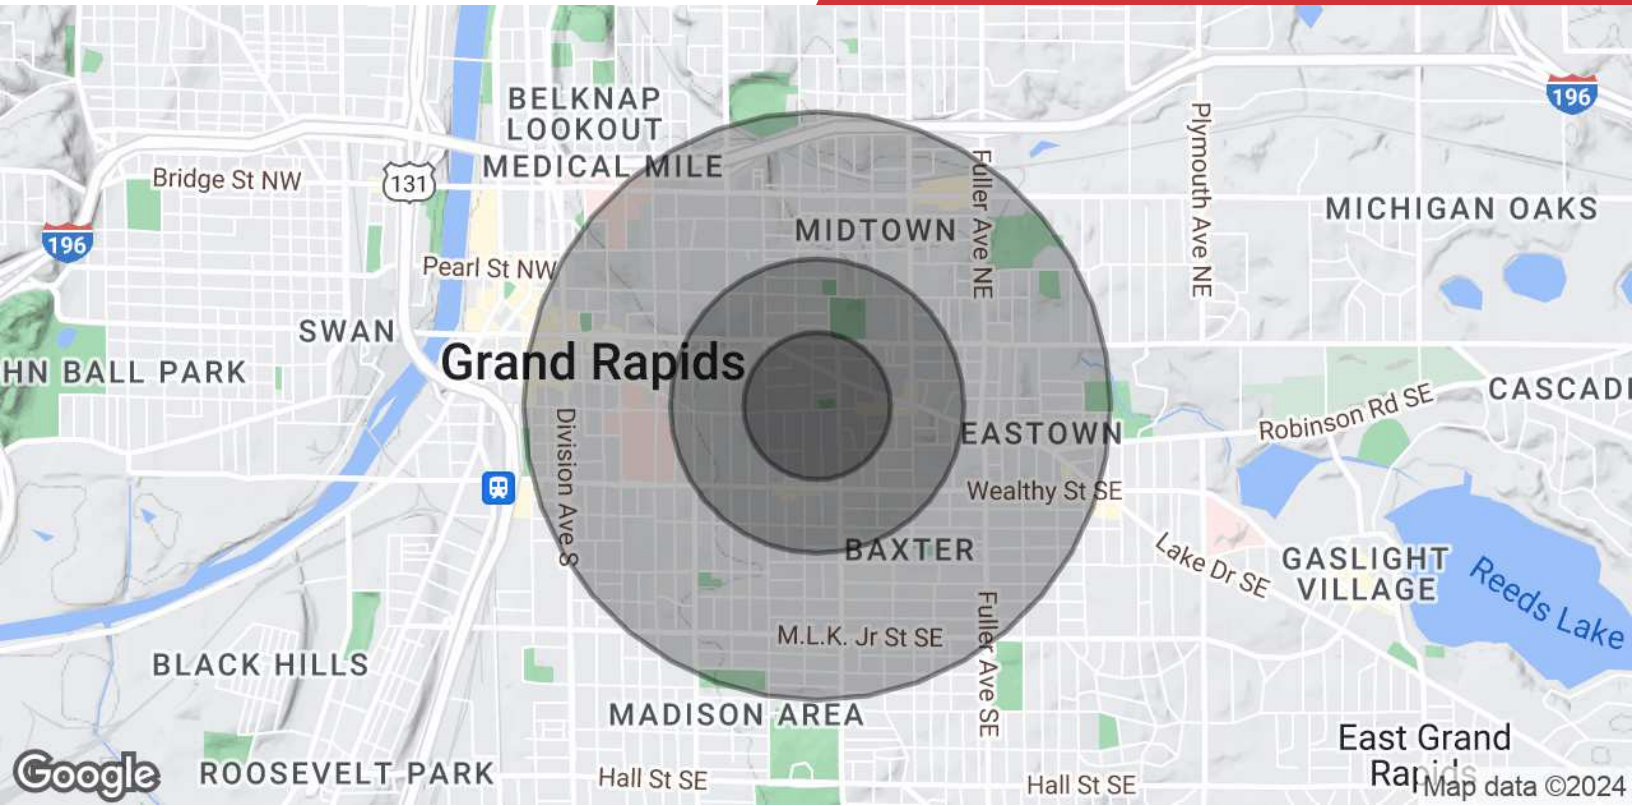 BELKNAP
LOOKOUT
MEDICAL MILE
196
Plymouth Ave NE
Fuller Ave NE
Bridge St NW
131
MICHIGAN OAKS
MIDTOWN
196
Pearl St NW
SWAN
Grand Rapids
HN BALL PARK
CASCADI
Robinson Rd SE
EASTOWN
Division Ave S
Wealthy St SE
BAXTER
Lake Dr SE
GASLIGHT
VILLAGE
Reeds Lake
M.L.K. Jr St SE
Fuller Ave SE
BLACK HILLS
MADISON AREA
East Grand
Rapids
Google
ROOSEVELT PARK
Hall St SE
Hall St SE
Map data ©2024